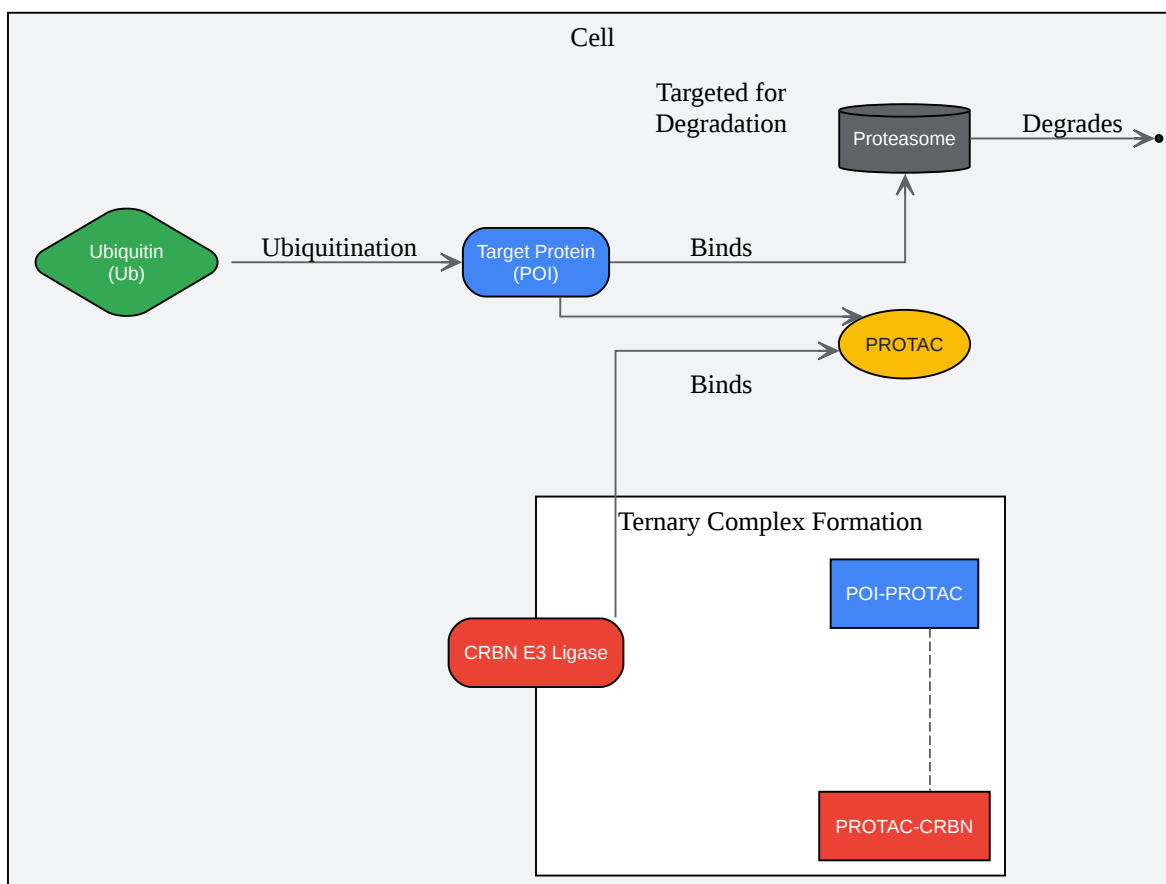 Cell
Targeted for
Degradation
Proteasome
Degrades
Ubiquitin
(Ub)
Ubiquitination
Target Protein
(POI)
Binds
PROTAC
Binds
Ternary Complex Formation
POI-PROTAC
CRBN E3 Ligase
PROTAC-CRBN